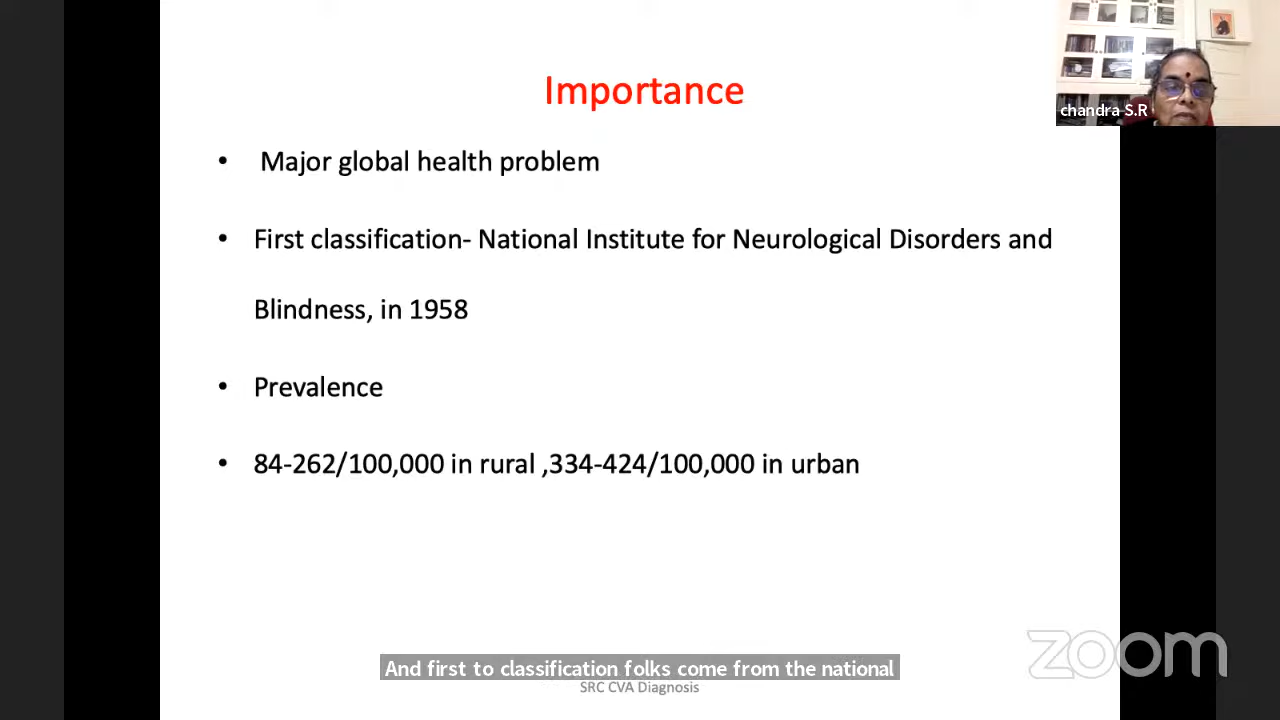 Importance
chandra S.R
• Major global health problem
• First classification- National Institute for Neurological Disorders and
Blindness, in 1958
• Prevalence
• 84-262/100,000 in rural ,334-424/100,000 in urban
zoom
And first to classification folks come from the national
SRC CVA Diagnosis